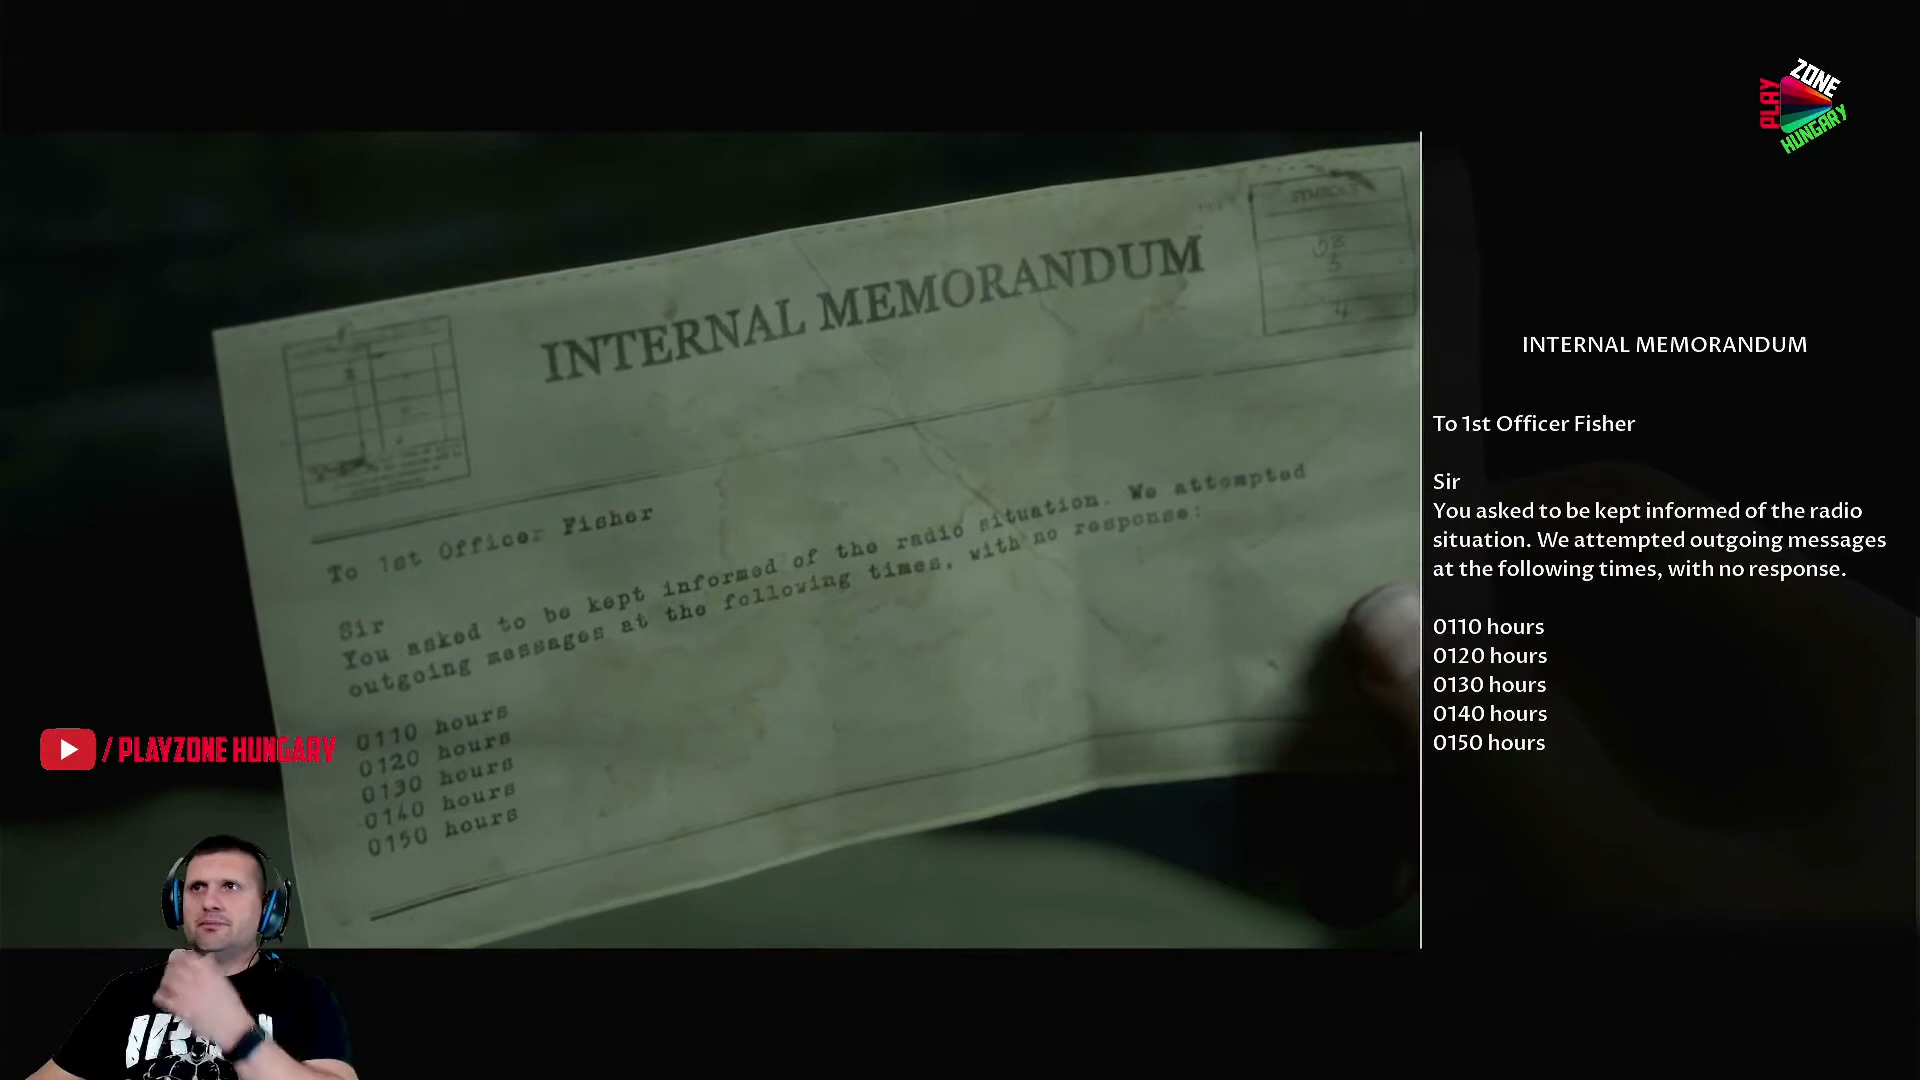 PLAY
ZONE
HUNGARY
INTERNAL MEMORANDUM
To 1st Officer Fisher
Sir
You asked to be kept informed of the radio situation. We attempted
outgoing messages at the following times, with no response:
0110 hours
0120 hours
0130 hours
0140 hours
0150 hours
/ PLAYZONE HUNGARY
INTERNAL MEMORANDUM
To 1st Officer Fisher
Sir
You asked to be kept informed of the radio
situation. We attempted outgoing messages
at the following times, with no response.
0110 hours
0120 hours
0130 hours
0140 hours
0150 hours